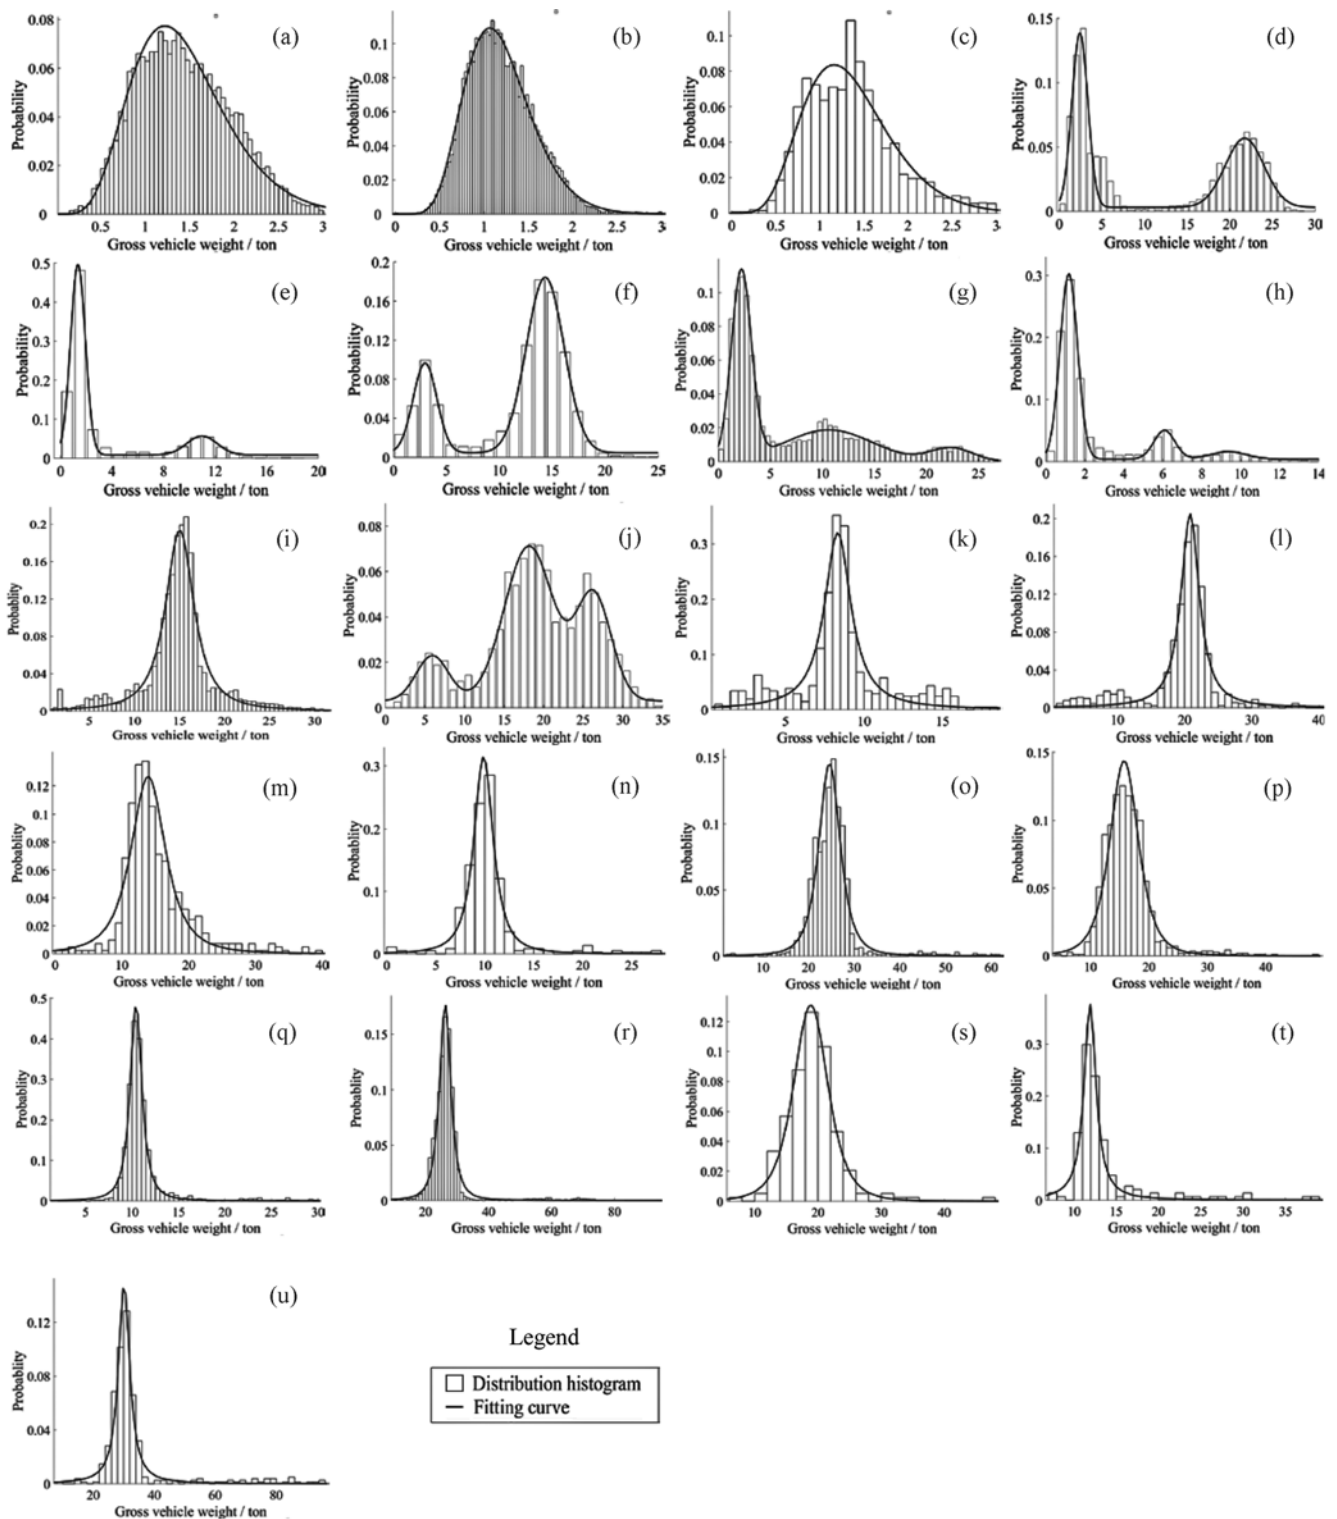 (a)
Probability
0.08
0.06
0.04
0.02
0
0.5 1 1.5 2 2.5 3
Gross vehicle weight / ton
(b)
Probability
0.1
0.08
0.06
0.04
0.02
0
0 0.5 1 1.5 2 2.5 3
Gross vehicle weight / ton
(c)
Probability
0.1
0.08
0.06
0.04
0.02
0
0 0.5 1 1.5 2 2.5 3
Gross vehicle weight / ton
(d)
Probability
0.15
0.1
0.05
0
0 5 10 15 20 25 30
Gross vehicle weight / ton
(e)
Probability
0.5
0.4
0.3
0.2
0.1
0
0 4 8 12 16 20
Gross vehicle weight / ton
(f)
Probability
0.2
0.16
0.12
0.08
0.04
0
0 5 10 15 20 25
Gross vehicle weight / ton
(g)
Probability
0.1
0.08
0.06
0.04
0.02
0
0 5 10 15 20 25
Gross vehicle weight / ton
(h)
Probability
0.3
0.2
0.1
0
0 2 4 6 8 10 12 14
Gross vehicle weight / ton
(i)
Probablity
0.2
0.16
0.12
0.08
0.04
0
5 10 15 20 25 30
Gross vehicle weight / ton
(j)
Probablity
0.08
0.06
0.04
0.02
0
0 5 10 15 20 25 30 35
Gross vehicle weight / ton
(k)
Probablity
0.3
0.2
0.1
0
5 10 15
Gross vehicle weight / ton
(l)
Probablity
0.2
0.16
0.12
0.08
0.04
0
10 20 30 40
Gross vehicle weight / ton
(m)
Probablity
0.12
0.1
0.08
0.06
0.04
0.02
0
0 10 20 30 40
Gross vehicle weight / ton
(n)
Probablity
0.3
0.2
0.1
0
0 5 10 15 20 25
Gross vehicle weight / ton
(o)
Probablity
0.15
0.1
0.05
0
10 20 30 40 50 60
Gross vehicle weight / ton
(p)
Probablity
0.15
0.1
0.05
0
10 20 30 40
Gross vehicle weight / ton
(q)
Probablity
0.5
0.4
0.3
0.2
0.1
0
5 10 15 20 25 30
Gross vehicle weight / ton
(r)
Probablity
0.15
0.1
0.05
0
20 40 60 80
Gross vehicle weight / ton
(s)
Probablity
0.12
0.1
0.08
0.06
0.04
0.02
0
10 20 30 40
Gross vehicle weight / ton
(t)
Probablity
0.3
0.2
0.1
0
10 15 20 25 30 35
Gross vehicle weight / ton
(u)
Probablity
0.12
0.08
0.04
0
20 40 60 80
Gross vehicle weight / ton
Legend
Distribution histogram
Fitting curve